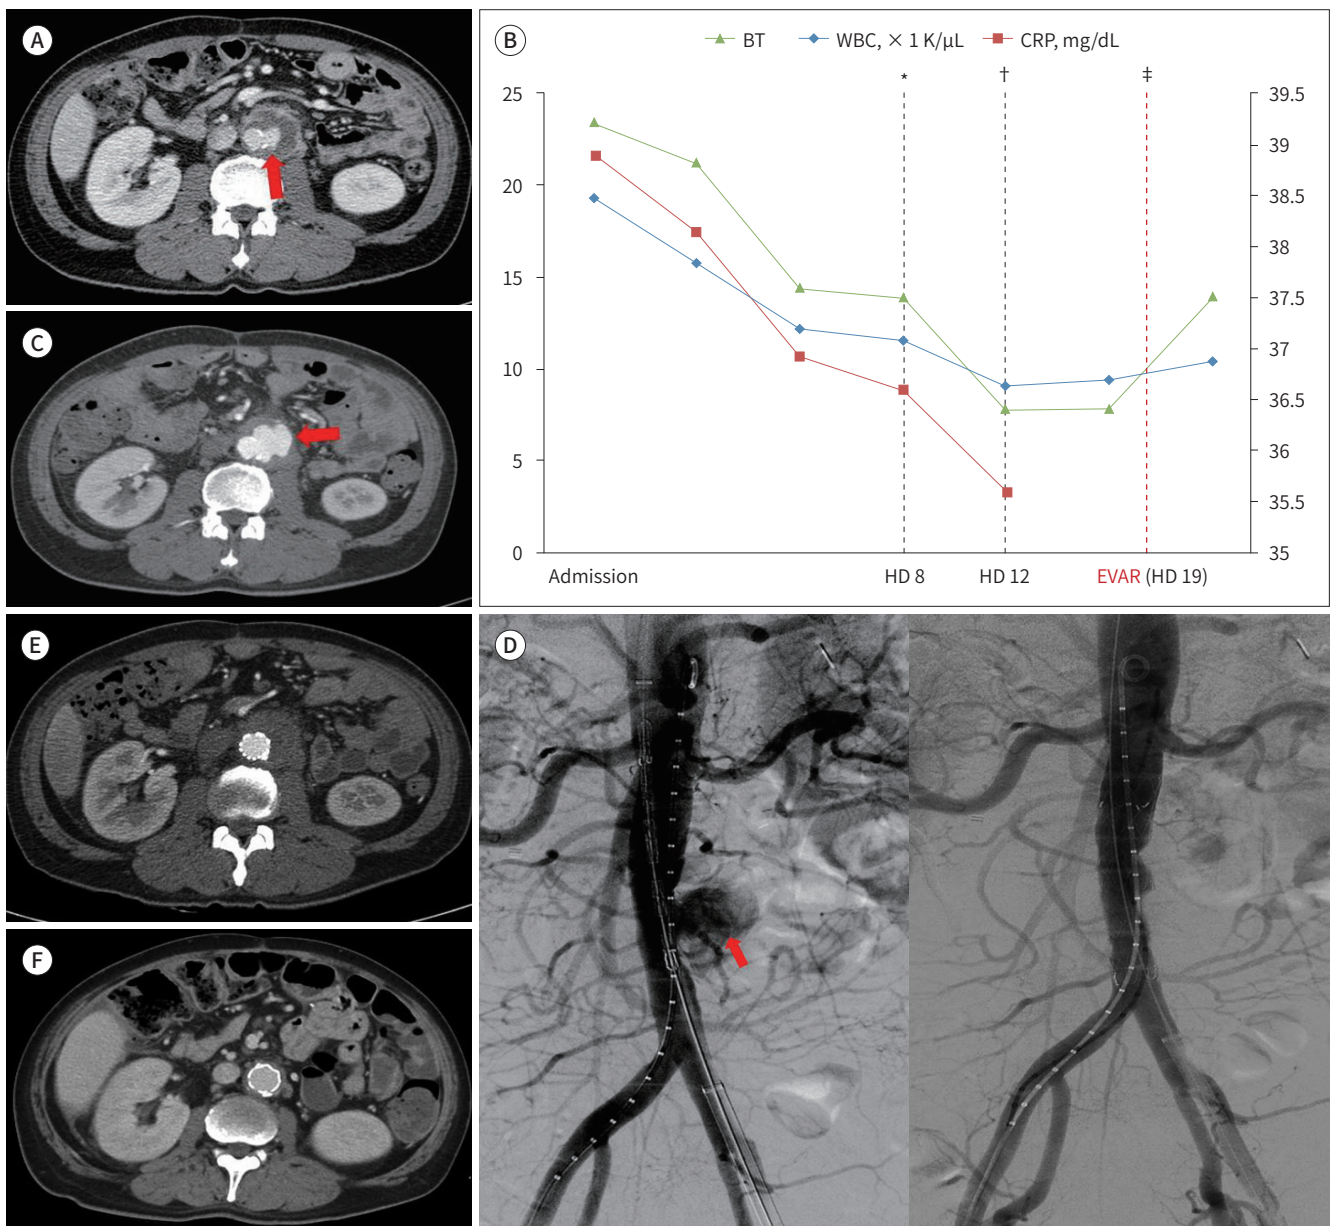 A
B
BT
WBC, × 1 K/μL
CRP, mg/dL
* † ‡
25
20
15
10
5
0
39.5
39
38.5
38
37.5
37
36.5
36
35.5
35
Admission
HD 8
HD 12
EVAR (HD 19)
C
E
D
F